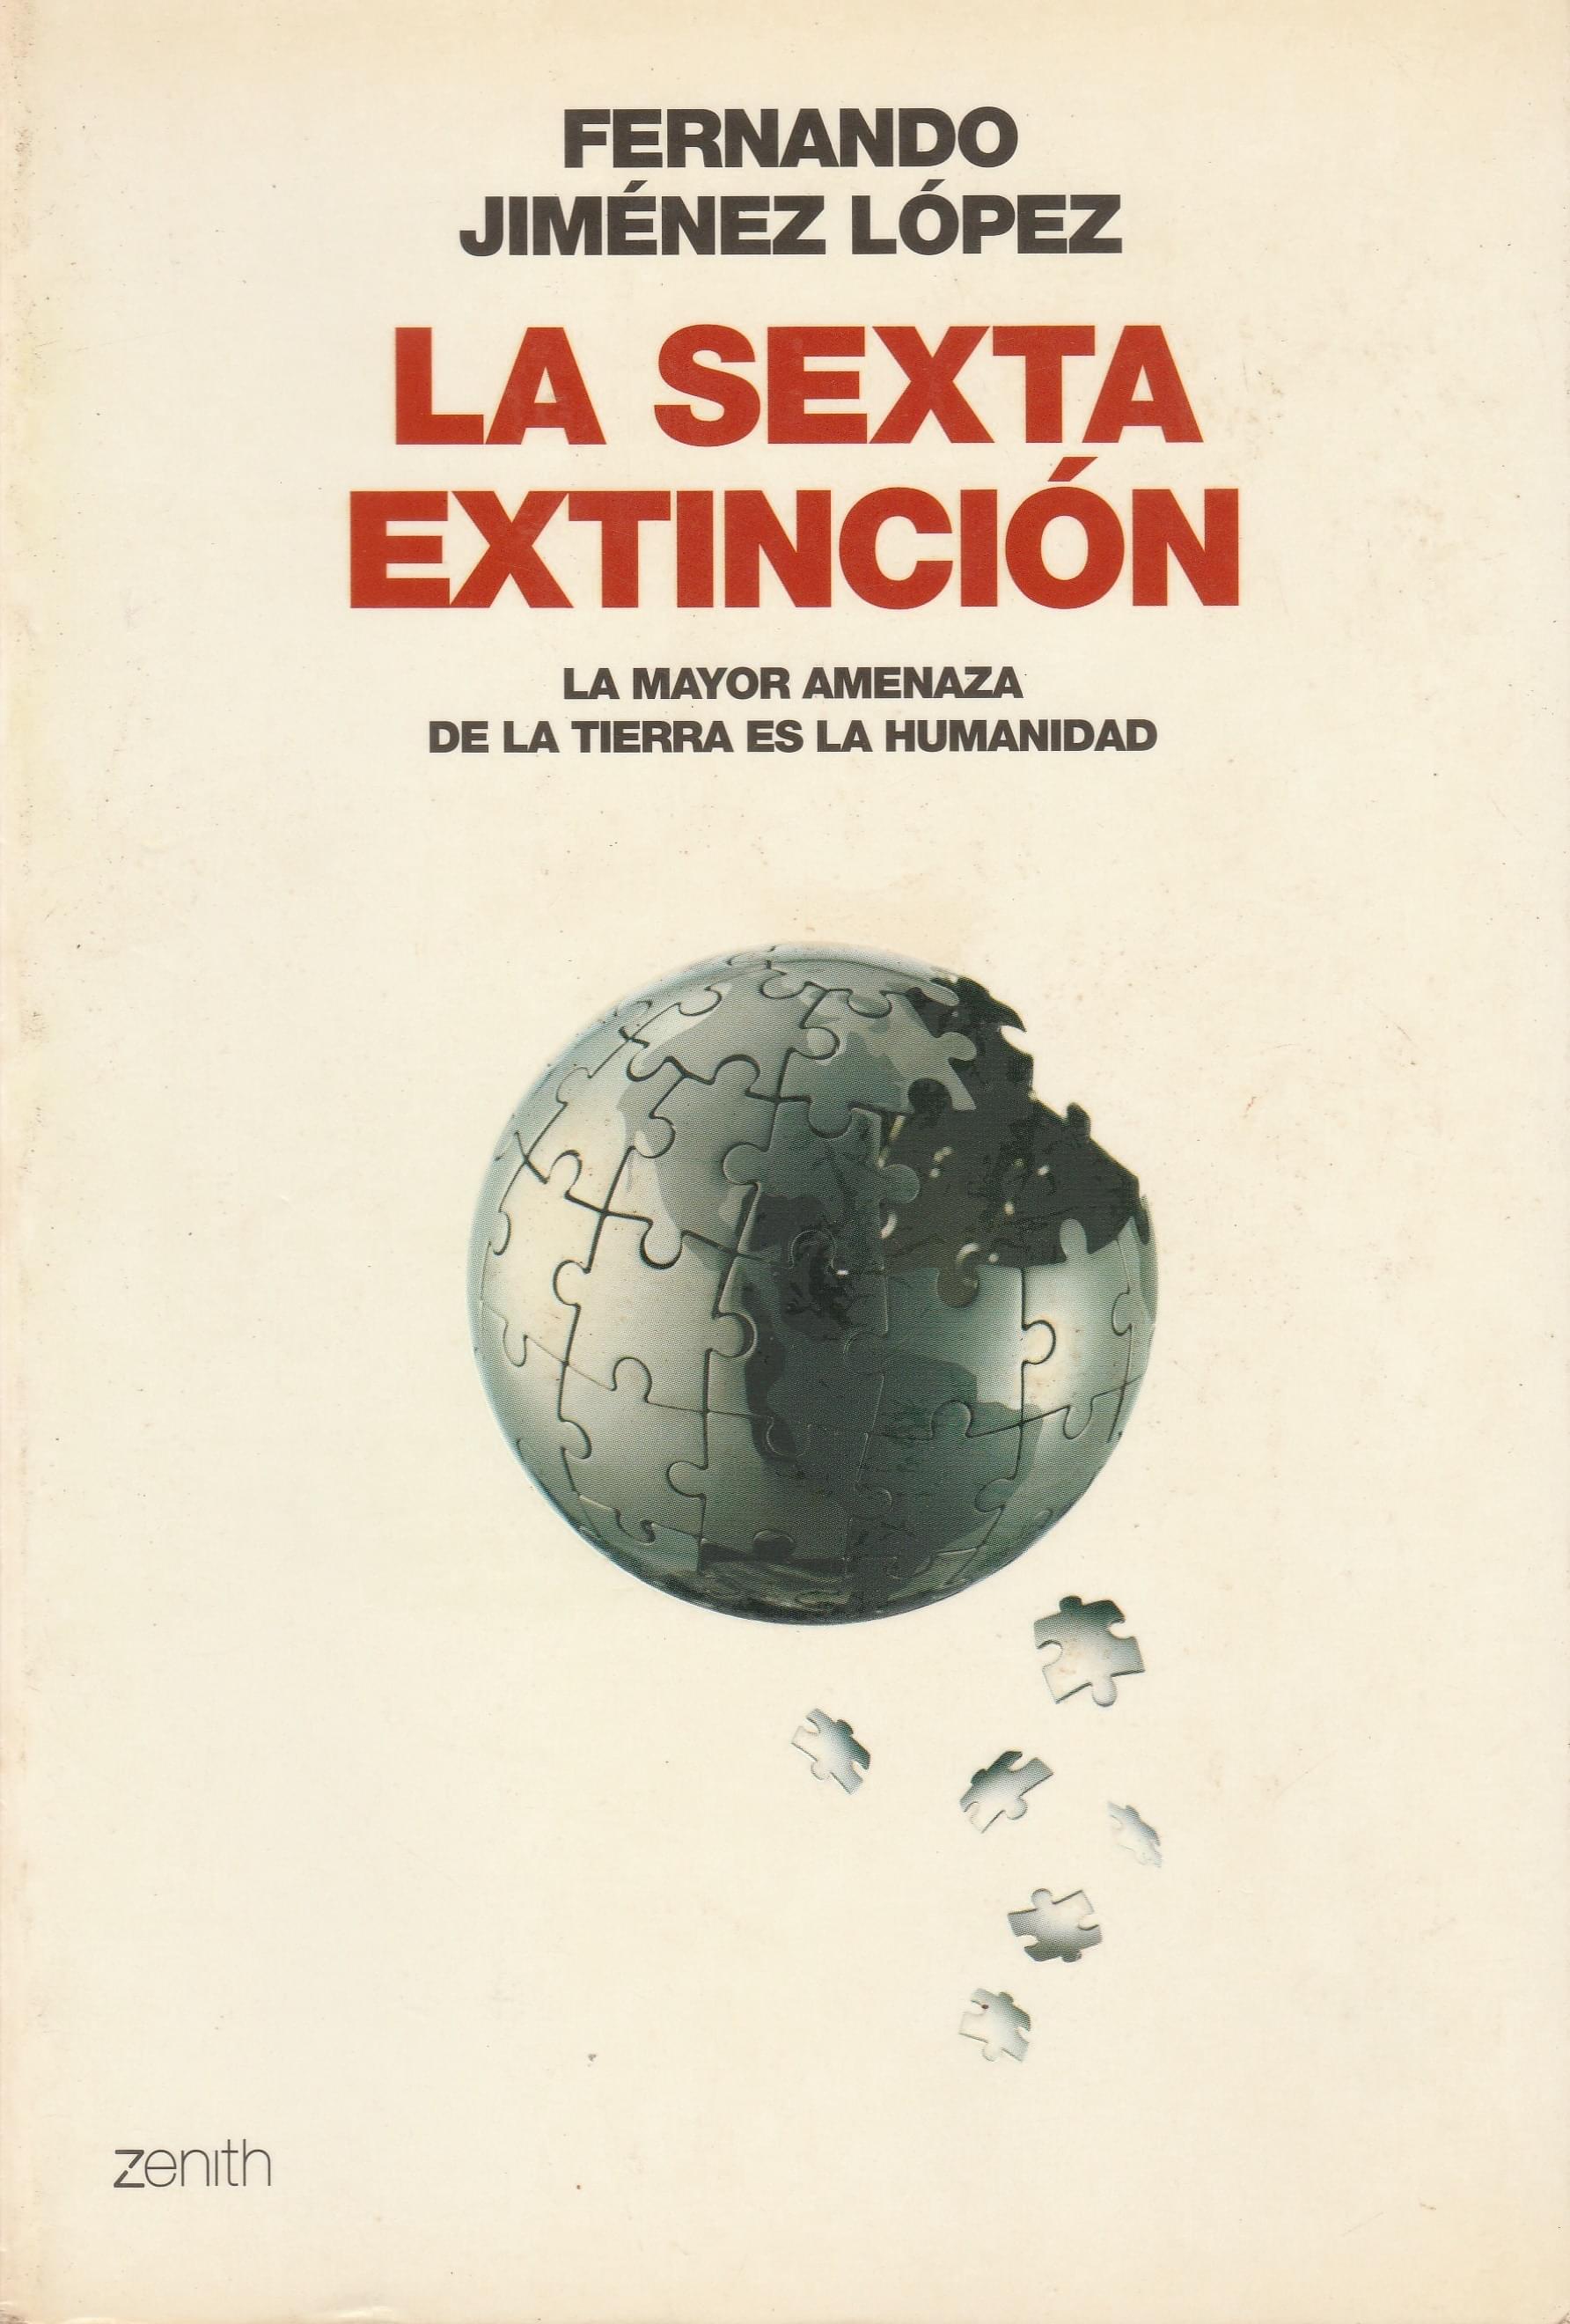 FERNANDO
JIMÉNEZ LÓPEZ
LA SEXTA
EXTINCIÓN
LA MAYOR AMENAZA
DE LA TIERRA ES LA HUMANIDAD
zenith